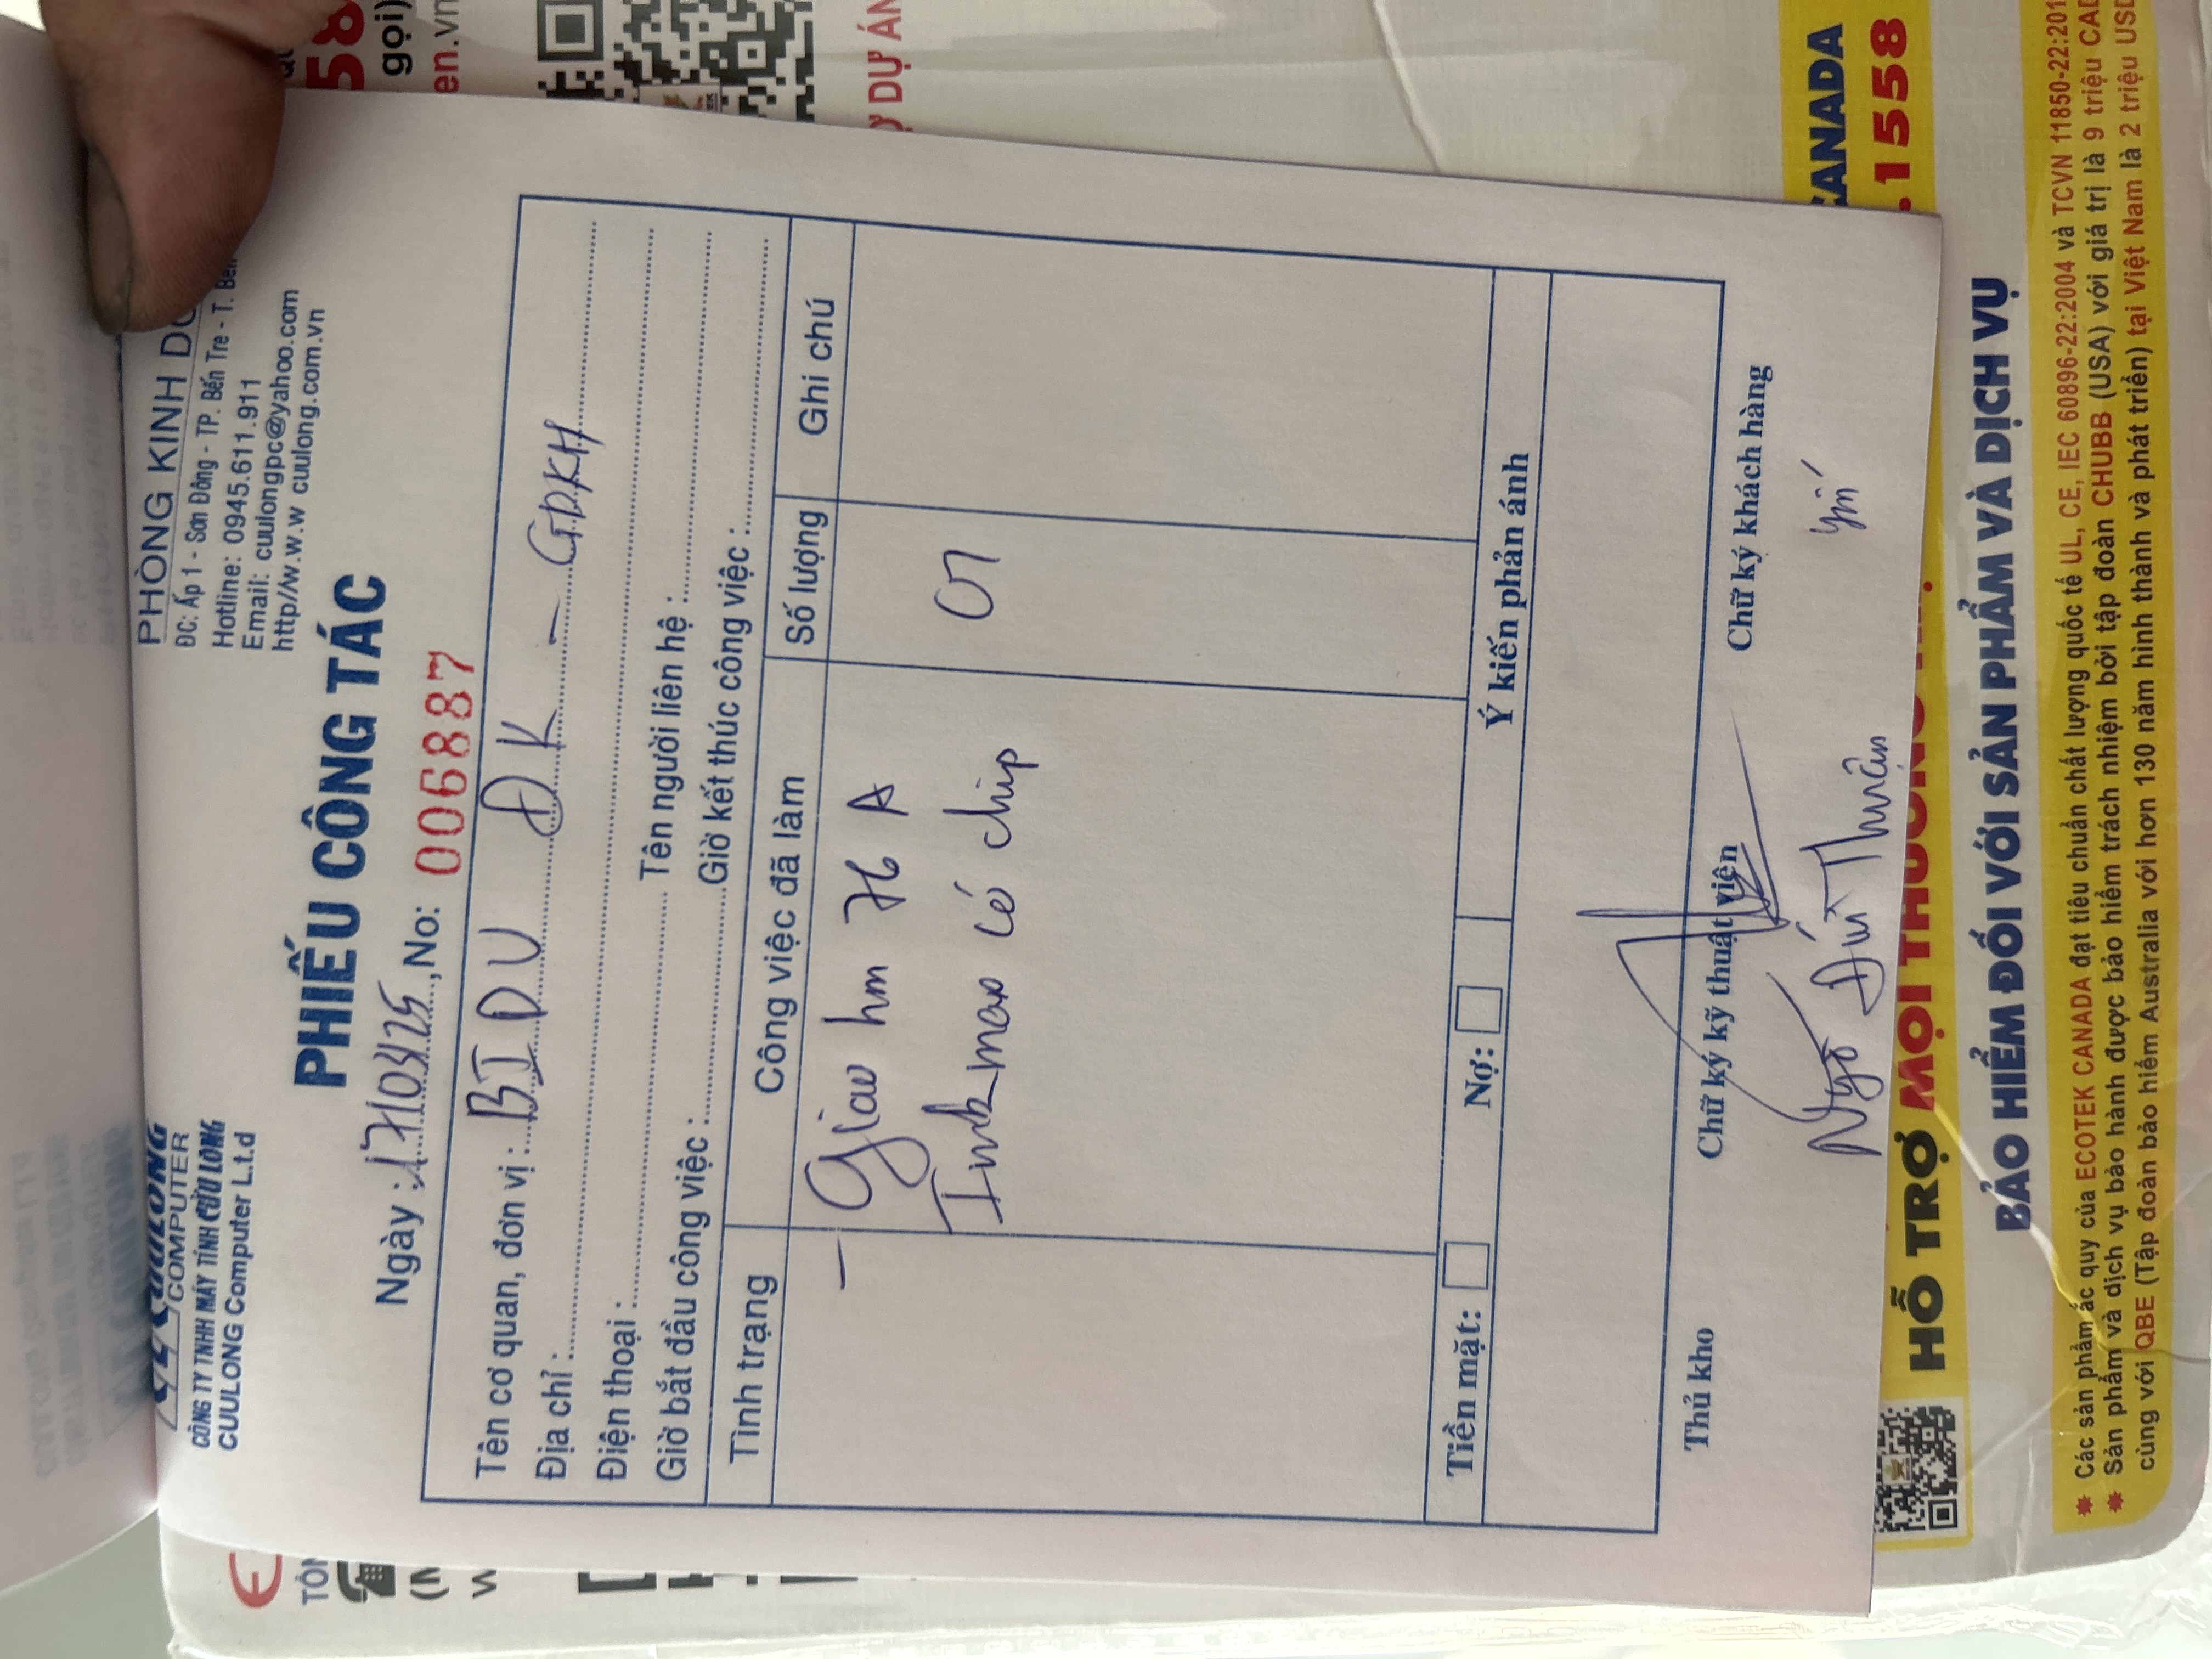 COMPUTER
CÔNG TY TNHH MÁY TÍNH CỬU LONG
CUULONG Computer L.t.d
PHÒNG KINH
ĐC: Ấp 1 - Sơn Đông - TP. Bến Tre - T.
Hotline: 0945.611.911
Email: cuulongpc@yahoo.com
http//w.w.w cuulong.com.vn
PHIẾU CÔNG TÁC
Ngày : 17/03/25, No: 006887
Tên cơ quan, đơn vị : BIDV ĐK - GDKH
Địa chỉ :
Điện thoại : Tên người liên hệ :
Giờ bắt đầu công việc : Giờ kết thúc công việc :
Tình trạng Công việc đã làm Số lượng Ghi chú
- Giao hm 76 A 01
Inkmax có chip
Tiền mặt: Nợ: Ý kiến phản ánh
Thủ kho Chữ ký kỹ thuật viên Chữ ký khách hàng
Ngô Đức Thuận
gọi)
en.vn
DỰ ÁN
CANADA
1558
HỖ TRỢ MỌI
BẢO HIỂM ĐỐI VỚI SẢN PHẨM VÀ DỊCH VỤ
Các sản phẩm ắc quy của ECOTEK CANADA đạt tiêu chuẩn chất lượng quốc tế UL, CE, IEC 60896-22:2004 và TCVN 11850-22:201
Sản phẩm và dịch vụ bảo hành được bảo hiểm trách nhiệm bởi tập đoàn CHUBB (USA) với giá trị là 9 triệu CAD
cùng với QBE (Tập đoàn bảo hiểm Australia với hơn 130 năm hình thành và phát triển) tại Việt Nam là 2 triệu USD